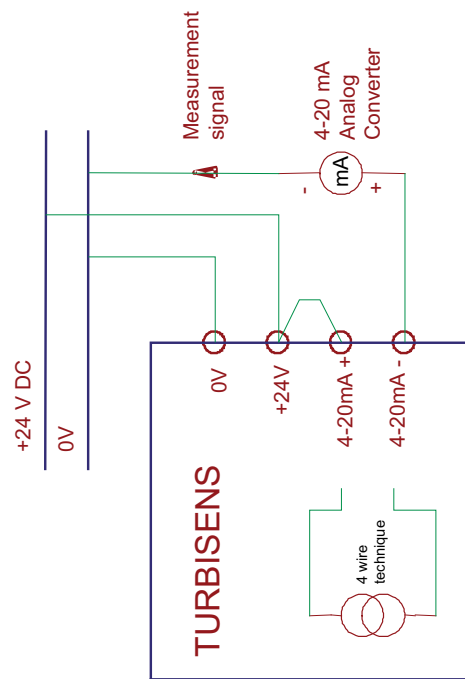 +24 V DC
0V
Measurement
signal
4-20 mA
Analog
Converter
-
mA
+
TURBISENS
0V
+24V
4-20mA +
4-20mA -
4 wire
technique